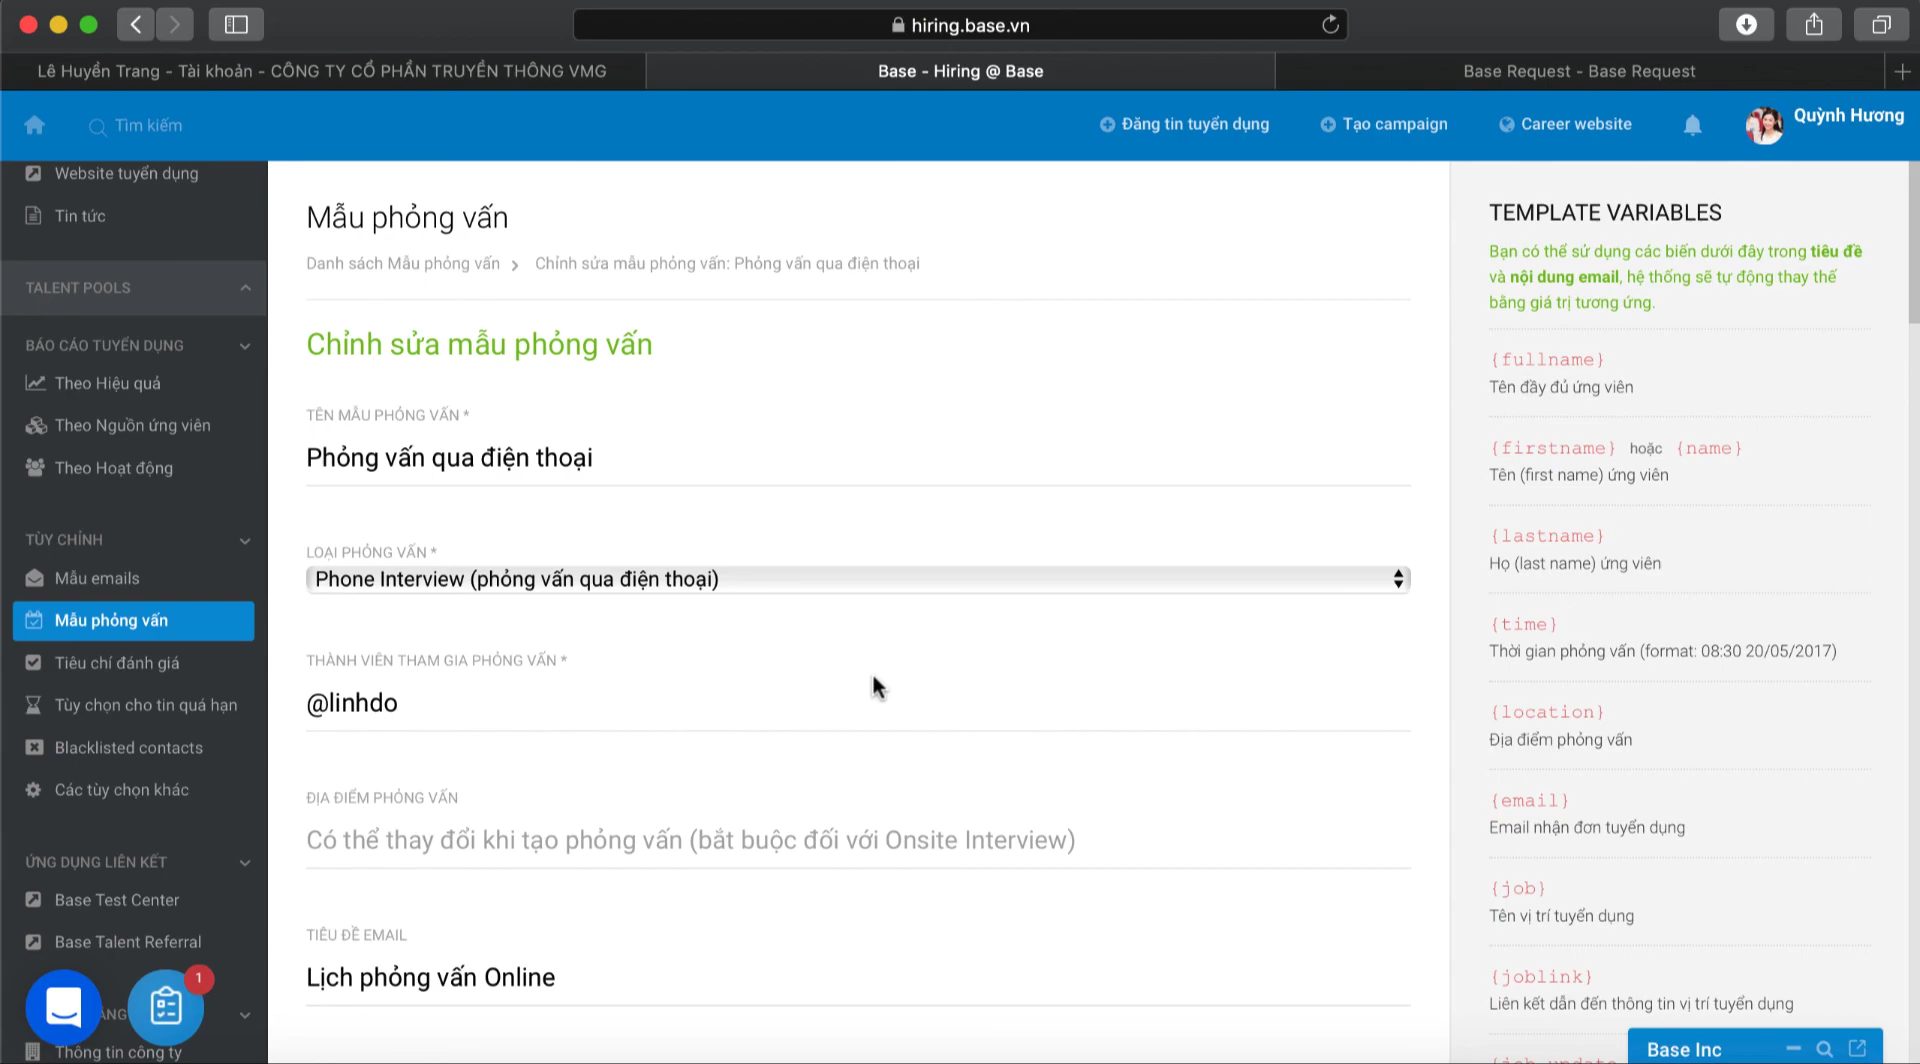 hiring.base.vn
Lê Huyền Trang - Tài khoản - CÔNG TY CỔ PHẦN TRUYỀN THÔNG VMG
Base - Hiring @ Base
Base Request - Base Request
Tìm kiếm
Đăng tin tuyển dụng
Tạo campaign
Career website
Quỳnh Hương
Website tuyển dụng
Tin tức
TALENT POOLS
BÁO CÁO TUYỂN DỤNG
Theo Hiệu quả
Theo Nguồn ứng viên
Theo Hoạt động
TÙY CHỈNH
Mẫu emails
Mẫu phỏng vấn
Tiêu chí đánh giá
Tùy chọn cho tin quá hạn
Blacklisted contacts
Các tùy chọn khác
ỨNG DỤNG LIÊN KẾT
Base Test Center
Base Talent Referral
1
Thông tin công ty
Mẫu phỏng vấn
Danh sách Mẫu phỏng vấn
Chỉnh sửa mẫu phỏng vấn: Phỏng vấn qua điện thoại
Chỉnh sửa mẫu phỏng vấn
TÊN MẪU PHỎNG VẤN *
Phỏng vấn qua điện thoại
LOẠI PHỎNG VẤN *
Phone Interview (phỏng vấn qua điện thoại)
THÀNH VIÊN THAM GIA PHỎNG VẤN *
@linhdo
ĐỊA ĐIỂM PHỎNG VẤN
Có thể thay đổi khi tạo phỏng vấn (bắt buộc đối với Onsite Interview)
TIÊU ĐỀ EMAIL
Lịch phỏng vấn Online
TEMPLATE VARIABLES
Bạn có thể sử dụng các biến dưới đây trong tiêu đề
và nội dung email, hệ thống sẽ tự động thay thế
bằng giá trị tương ứng.
{fullname}
Tên đầy đủ ứng viên
{firstname} hoặc {name}
Tên (first name) ứng viên
{lastname}
Họ (last name) ứng viên
{time}
Thời gian phỏng vấn (format: 08:30 20/05/2017)
{location}
Địa điểm phỏng vấn
{email}
Email nhận đơn tuyển dụng
{job}
Tên vị trí tuyển dụng
{joblink}
Liên kết dẫn đến thông tin vị trí tuyển dụng
Base Inc